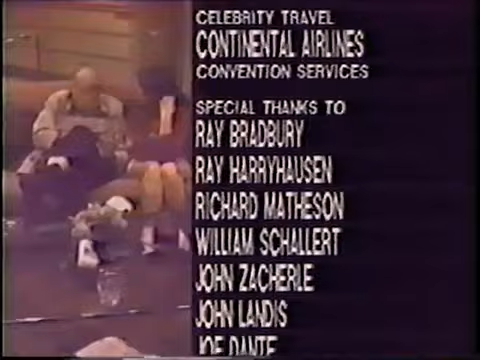 CELEBRITY TRAVEL
CONTINENTAL AIRLINES
CONVENTION SERVICES
SPECIAL THANKS TO
RAY BRADBURY
RAY HARRYHAUSEN
RICHARD MATHESON
WILLIAM SCHALLERT
JOHN ZACHERLE
JOHN LANDIS
JOE DANTE